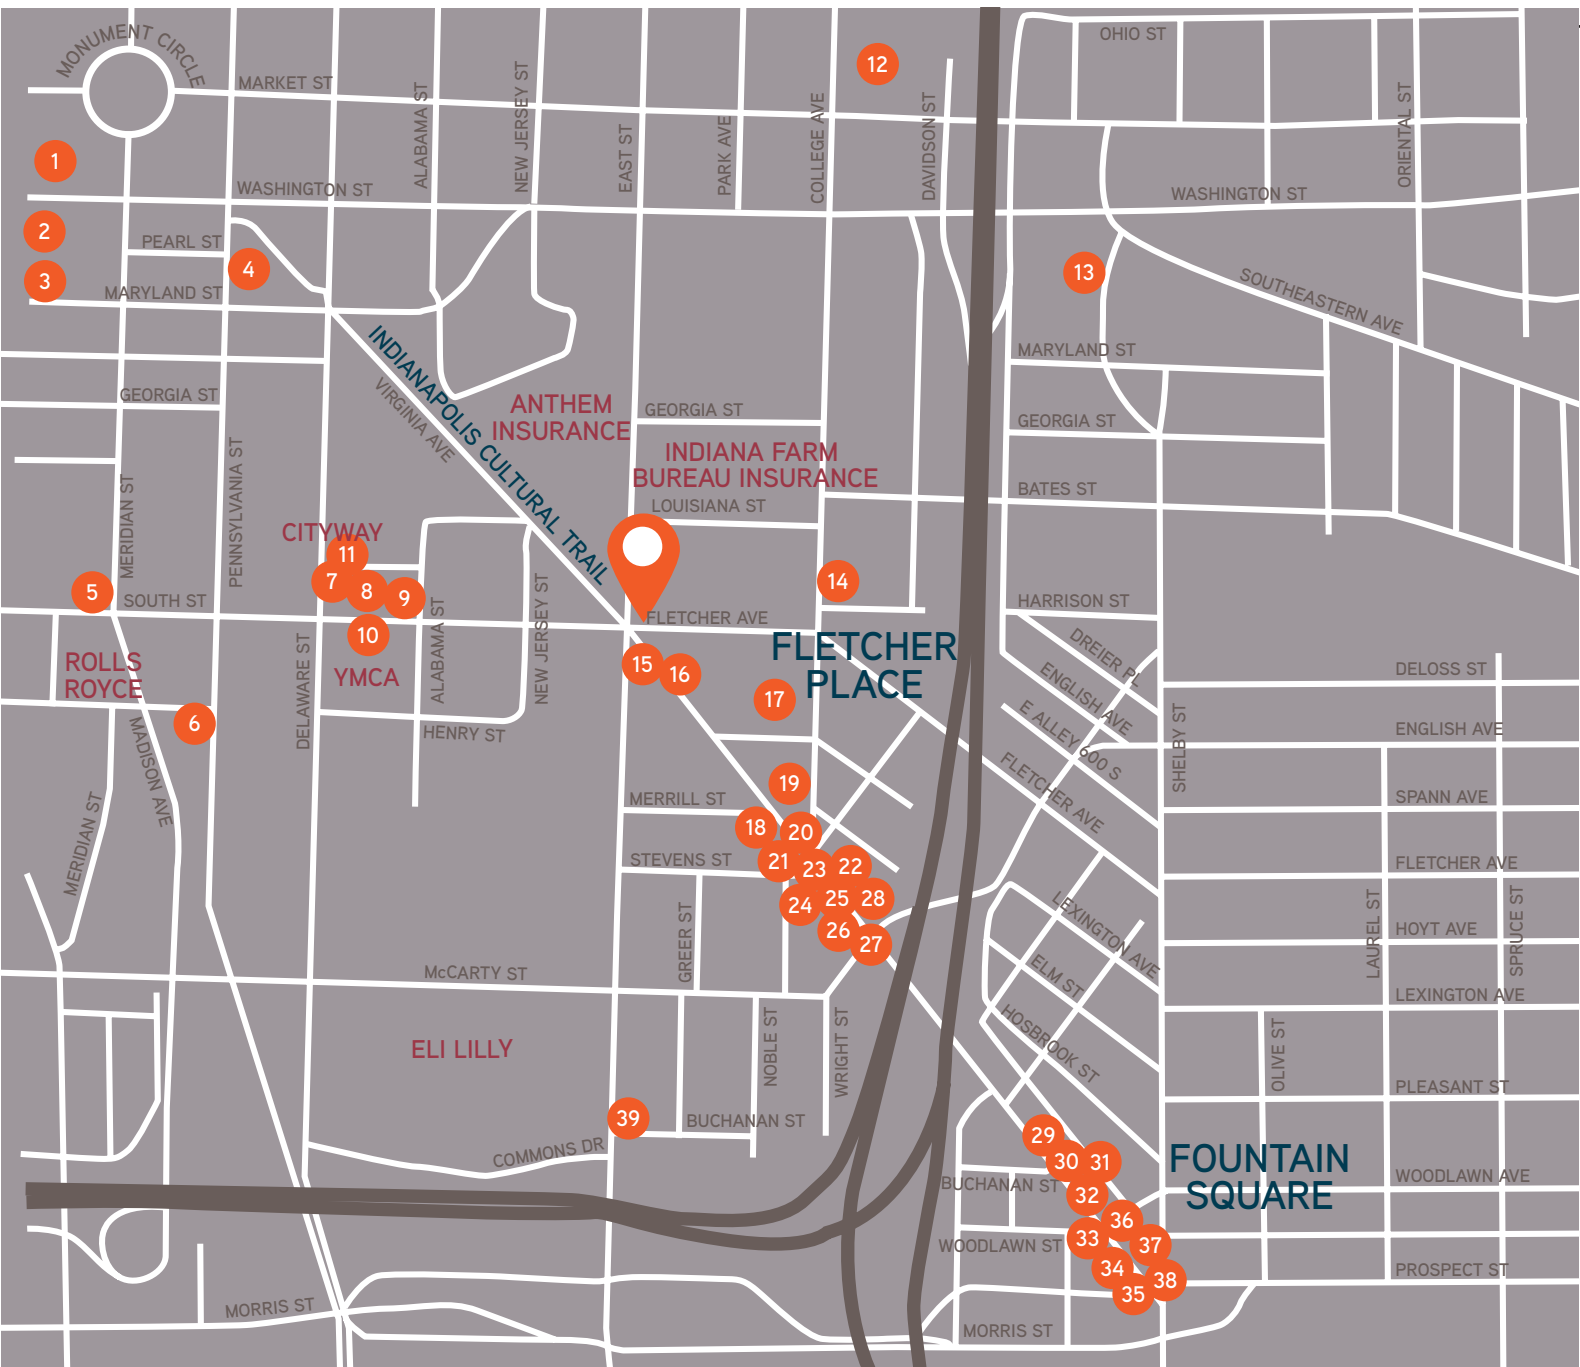 MONUMENT CIRCLE
MARKET ST
ALABAMA ST
NEW JERSEY ST
EAST ST
PARK AVE
COLLEGE AVE
12
DAVIDSON ST
OHIO ST
ORIENTAL ST
1
WASHINGTON ST
WASHINGTON ST
2
PEARL ST
4
3
MARYLAND ST
13
SOUTHEASTERN AVE
INDIANAPOLIS CULTURAL TRAIL
VIRGINIA AVE
MARYLAND ST
GEORGIA ST
ANTHEM
INSURANCE
GEORGIA ST
GEORGIA ST
INDIANA FARM
BUREAU INSURANCE
MERIDIAN ST
PENNSYLVANIA ST
BATES ST
LOUISIANA ST
CITYWAY
11
7
8
9
10
5
SOUTH ST
14
HARRISON ST
FLETCHER AVE
DELAWARE ST
ALABAMA ST
NEW JERSEY ST
YMCA
ROLLS
ROYCE
15
16
17
FLETCHER
PLACE
DREIER PL
ENGLISH AVE
E ALLEY 600 S
DELOSS ST
SHELBY ST
6
MADISON AVE
HENRY ST
ENGLISH AVE
FLETCHER AVE
MERIDIAN ST
19
MERRILL ST
SPANN AVE
18
20
STEVENS ST
21
23
22
FLETCHER AVE
24
25
28
26
27
GREER ST
LEXINGTON AVE
LAUREL ST
HOYT AVE
SPRUCE ST
McCARTY ST
ELM ST
LEXINGTON AVE
ELI LILLY
NOBLE ST
WRIGHT ST
HOSBROOK ST
OLIVE ST
PLEASANT ST
39
BUCHANAN ST
COMMONS DR
29
30
31
FOUNTAIN
SQUARE
WOODLAWN AVE
BUCHANAN ST
32
36
WOODLAWN ST
33
37
34
38
35
PROSPECT ST
MORRIS ST
MORRIS ST